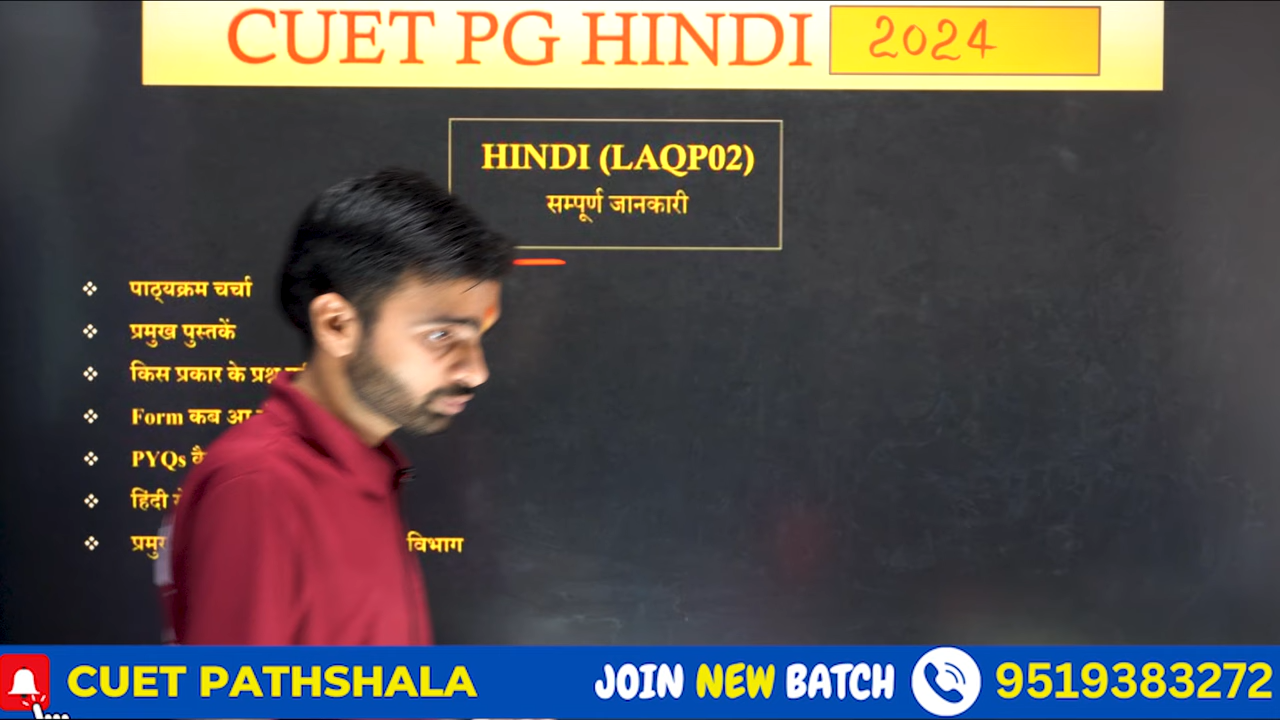 CUET PG HINDI 2024
HINDI (LAQP02)
सम्पूर्ण जानकारी
पाठ्यक्रम चर्चा
प्रमुख पुस्तकें
किस प्रकार के प्रश्न
Form कब आ
PYQs
हिंदी
विभाग
CUET PATHSHALA
JOIN NEW BATCH
9519383272